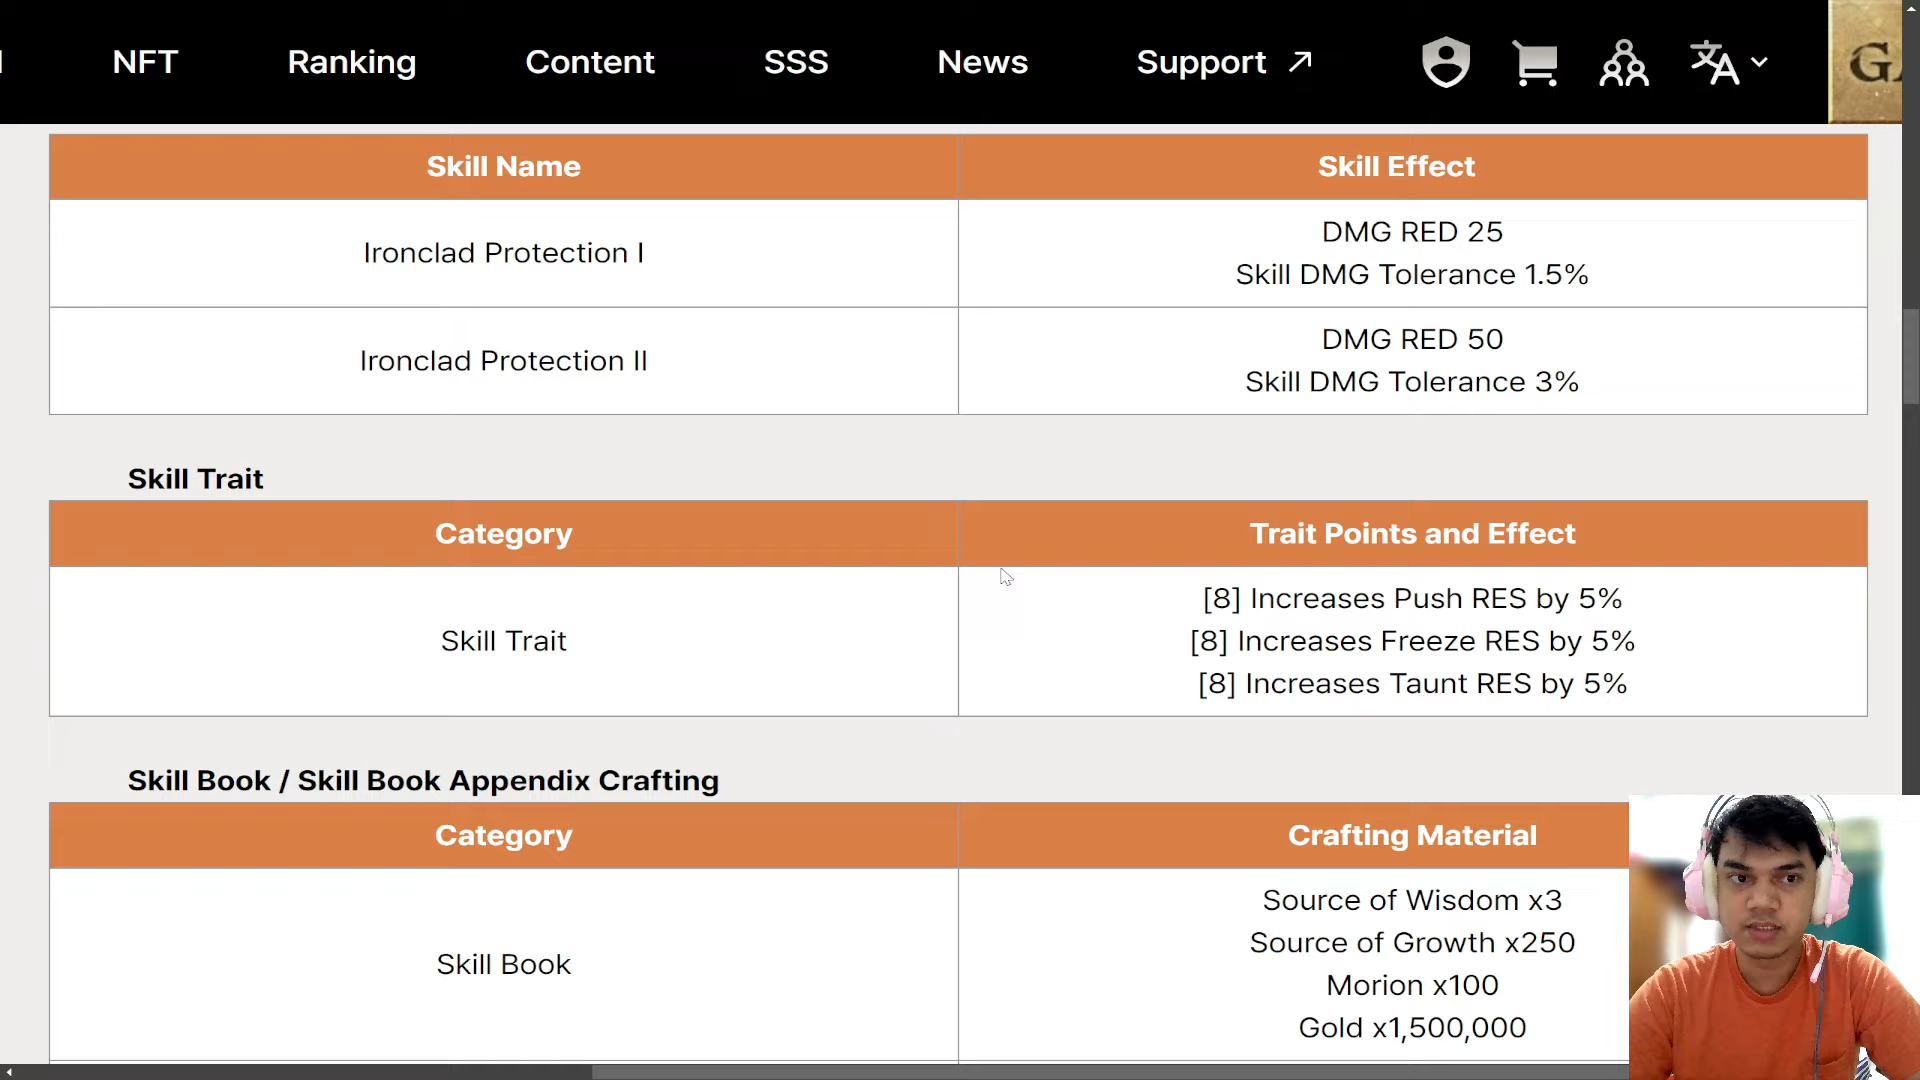 NFT Ranking Content SSS News Support
Skill Name Skill Effect
Ironclad Protection I
DMG RED 25
Skill DMG Tolerance 1.5%
Ironclad Protection II
DMG RED 50
Skill DMG Tolerance 3%
Skill Trait
Category Trait Points and Effect
Skill Trait
[8] Increases Push RES by 5%
[8] Increases Freeze RES by 5%
[8] Increases Taunt RES by 5%
Skill Book / Skill Book Appendix Crafting
Category Crafting Material
Skill Book
Source of Wisdom x3
Source of Growth x250
Morion x100
Gold x1,500,000